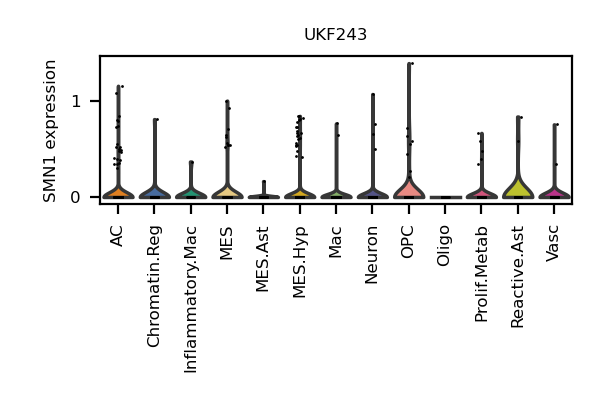 UKF243
SMN1 expression
1
0
AC
Chromatin.Reg
Inflammatory.Mac
MES
MES.Ast
MES.Hyp
Mac
Neuron
OPC
Oligo
Prolif.Metab
Reactive.Ast
Vasc